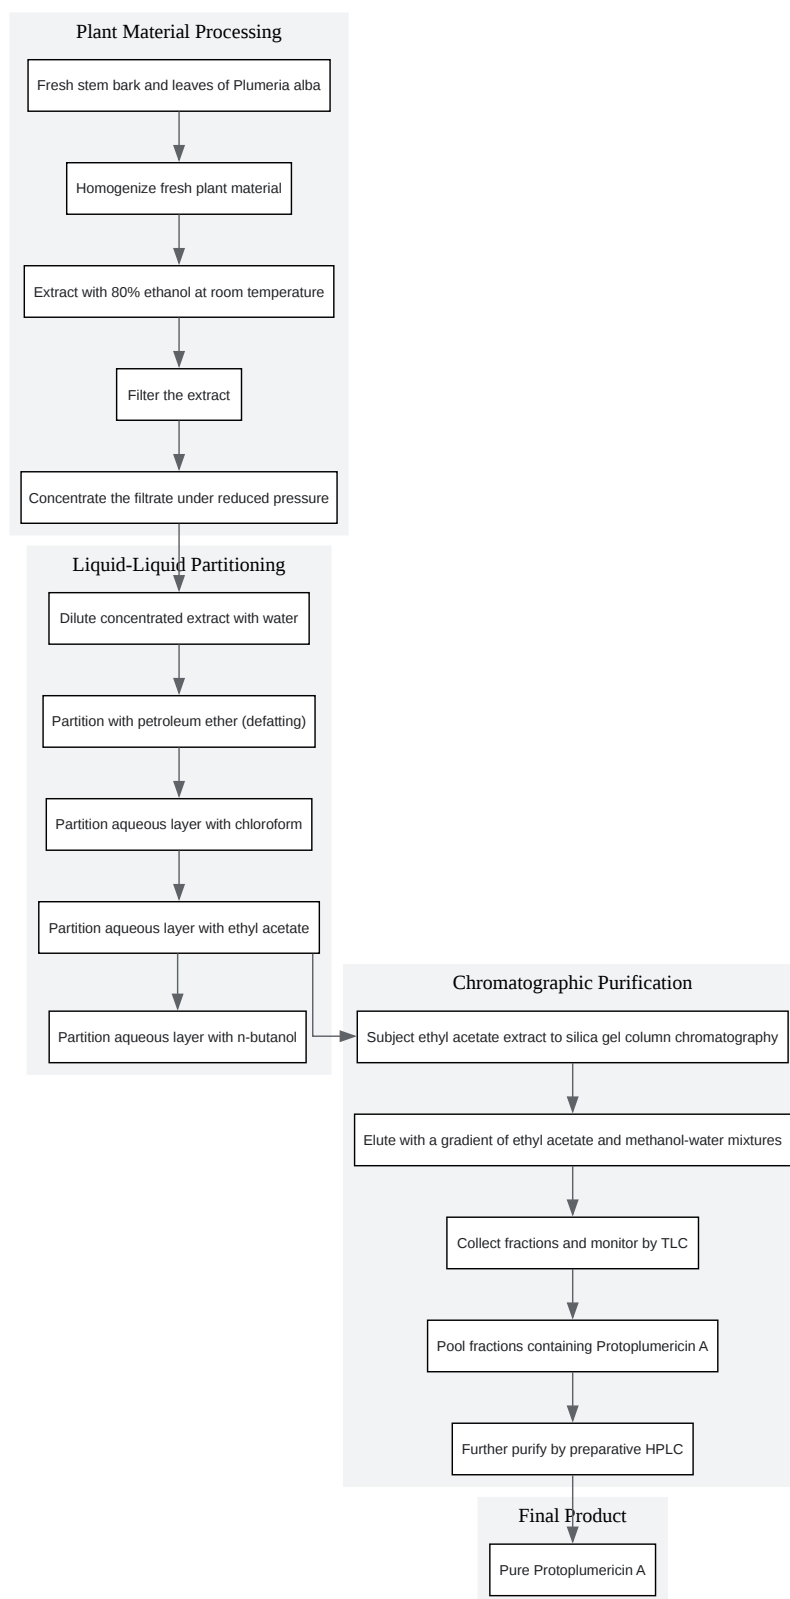 Plant Material Processing
Fresh stem bark and leaves of Plumeria alba
Homogenize fresh plant material
Extract with 80% ethanol at room temperature
Filter the extract
Concentrate the filtrate under reduced pressure
Liquid-Liquid Partitioning
Dilute concentrated extract with water
Partition with petroleum ether (defatting)
Partition aqueous layer with chloroform
Partition aqueous layer with ethyl acetate
Partition aqueous layer with n-butanol
Chromatographic Purification
Subject ethyl acetate extract to silica gel column chromatography
Elute with a gradient of ethyl acetate and methanol-water mixtures
Collect fractions and monitor by TLC
Pool fractions containing Protoplumericin A
Further purify by preparative HPLC
Final Product
Pure Protoplumericin A